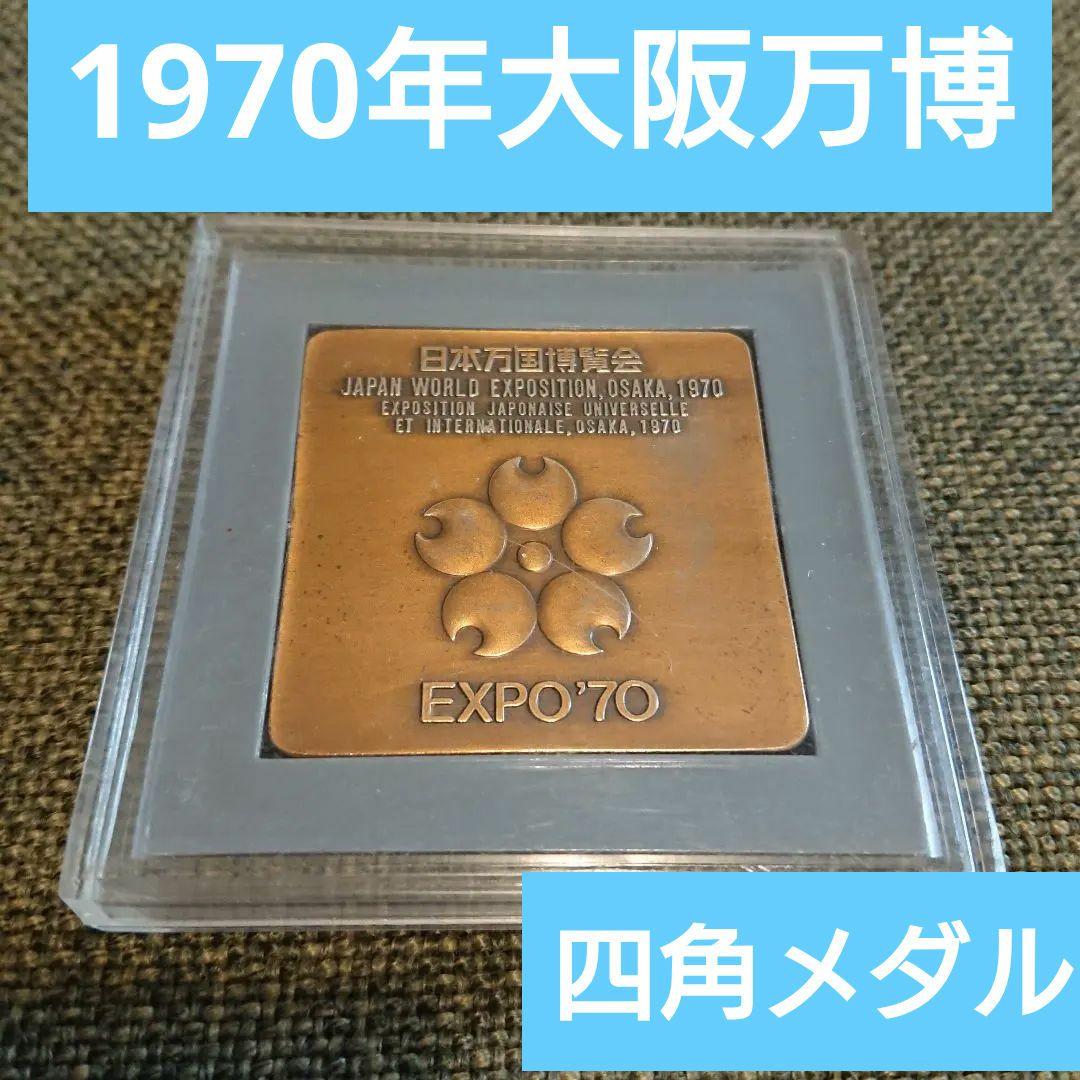 1970年大阪万博
日本万国博覧会
JAPAN WORLD EXPOSITION, OSAKA, 1970
EXPOSITION JAPONAISE UNIVERSELLE
ET INTERNATIONALE, OSAKA, 1970
EXPO'70
四角メダル